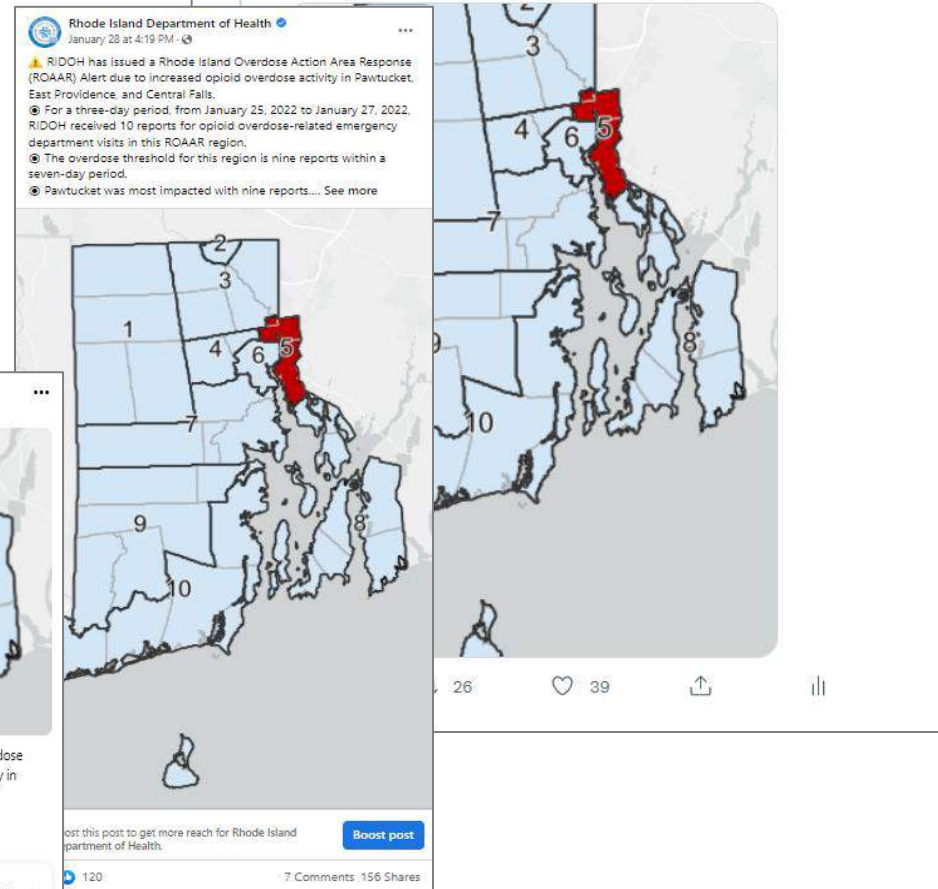 Rhode Island Department of Health
January 28 at 4:19 PM ·
⚠ RIDOH has issued a Rhode Island Overdose Action Area Response
(ROAAR) Alert due to increased opioid overdose activity in Pawtucket,
East Providence, and Central Falls.
◉ For a three-day period, from January 25, 2022 to January 27, 2022,
RIDOH received 10 reports for opioid overdose-related emergency
department visits in this ROAAR region.
◉ The overdose threshold for this region is nine reports within a
seven-day period.
◉ Pawtucket was most impacted with nine reports.... See more
2
3
1
4
6
5
7
9
8
10
ost this post to get more reach for Rhode Island
epartment of Health.
Boost post
120
7 Comments 156 Shares
3
4
6
5
7
8
10
26
39
dose
y in